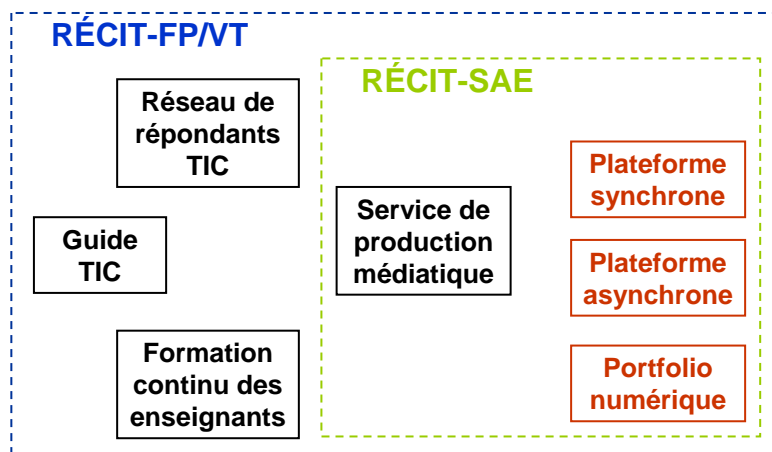 RÉCIT-FP/VT
RÉCIT-SAE
Réseau de
répondants
TIC
Guide
TIC
Formation
continu des
enseignants
Service de
production
médiatique
Plateforme
synchrone
Plateforme
asynchrone
Portfolio
numérique